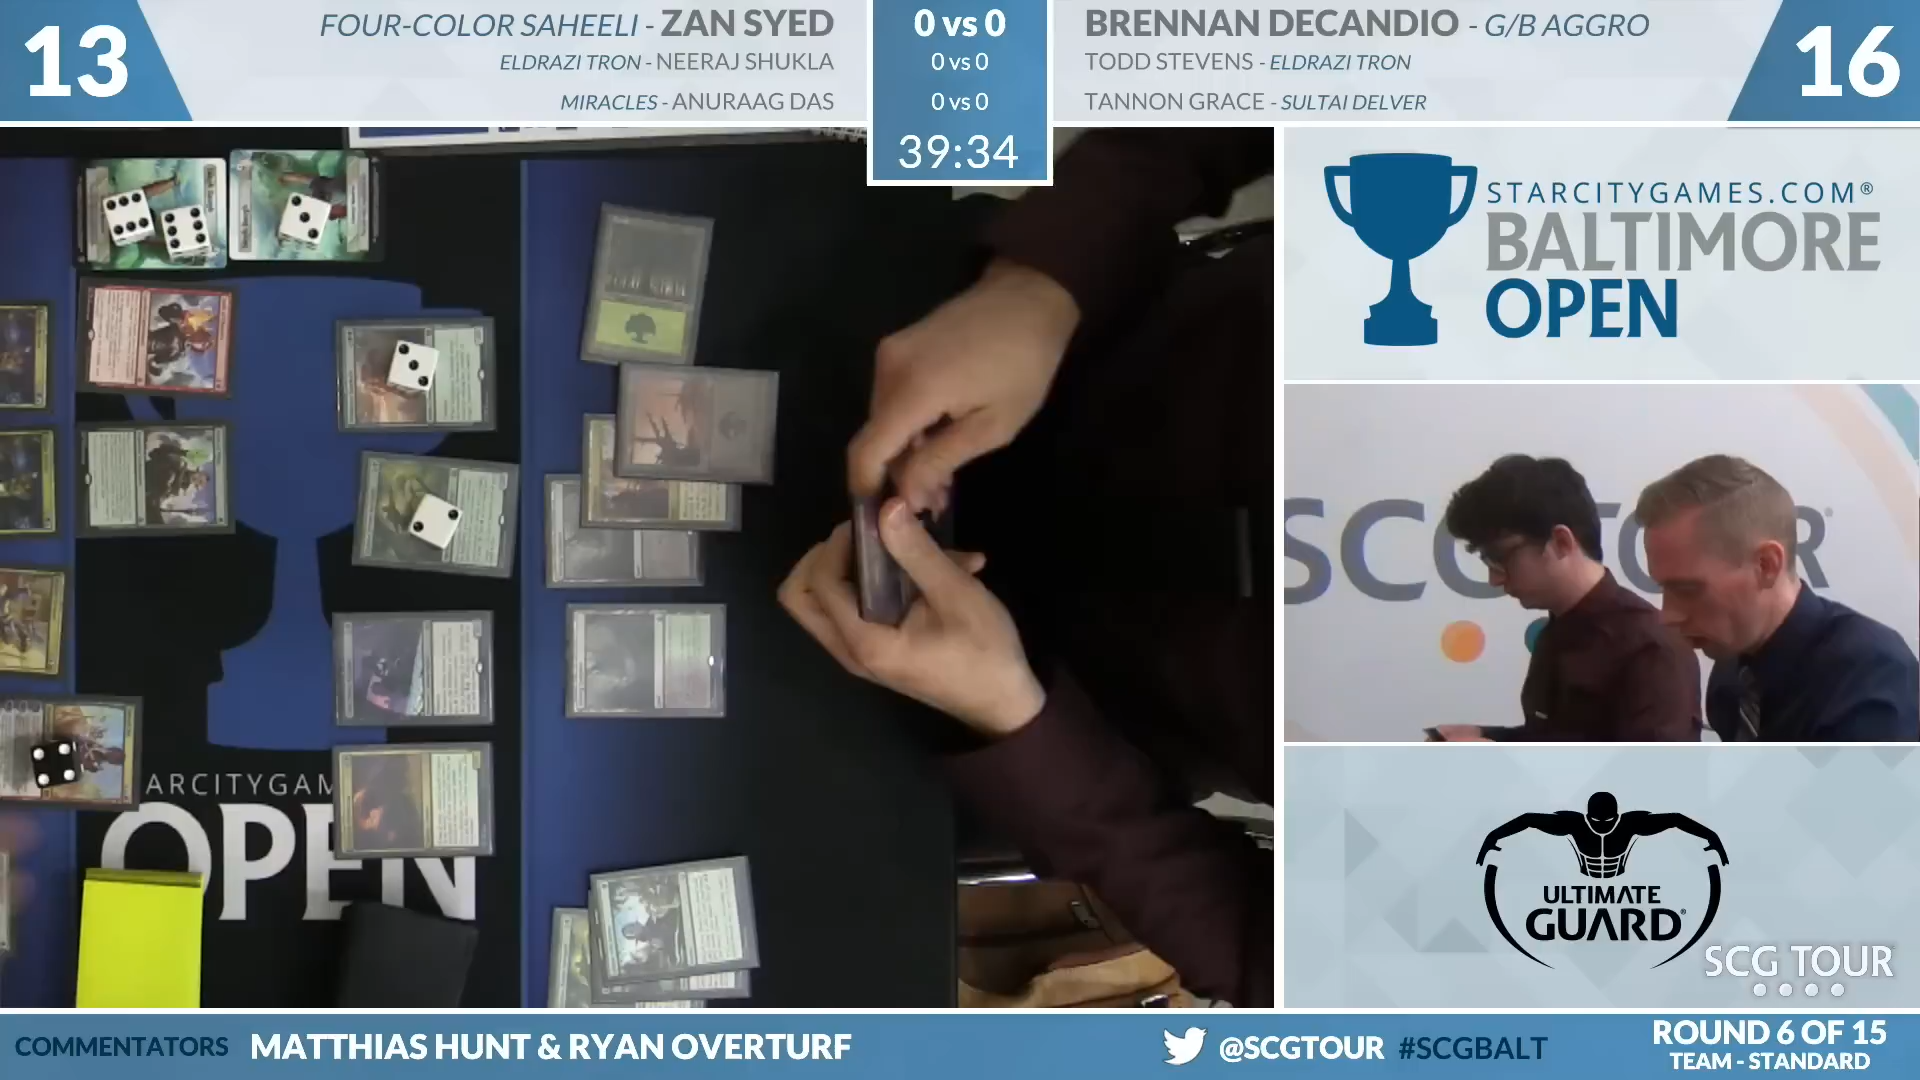 13
FOUR-COLOR SAHEELI - ZAN SYED
ELDRAZI TRON - NEERAJ SHUKLA
MIRACLES - ANURAAG DAS
0 vs 0
0 vs 0
0 vs 0
39:34
BRENNAN DECANDIO - G/B AGGRO
TODD STEVENS - ELDRAZI TRON
TANNON GRACE - SULTAI DELVER
16
STARCITYGAMES.COM®
BALTIMORE
OPEN
ARCITYGAM
OPEN
SCG TOUR®
ULTIMATE
GUARD®
SCG TOUR
COMMENTATORS MATTHIAS HUNT & RYAN OVERTURF
@SCGTOUR #SCGBALT
ROUND 6 OF 15
TEAM - STANDARD